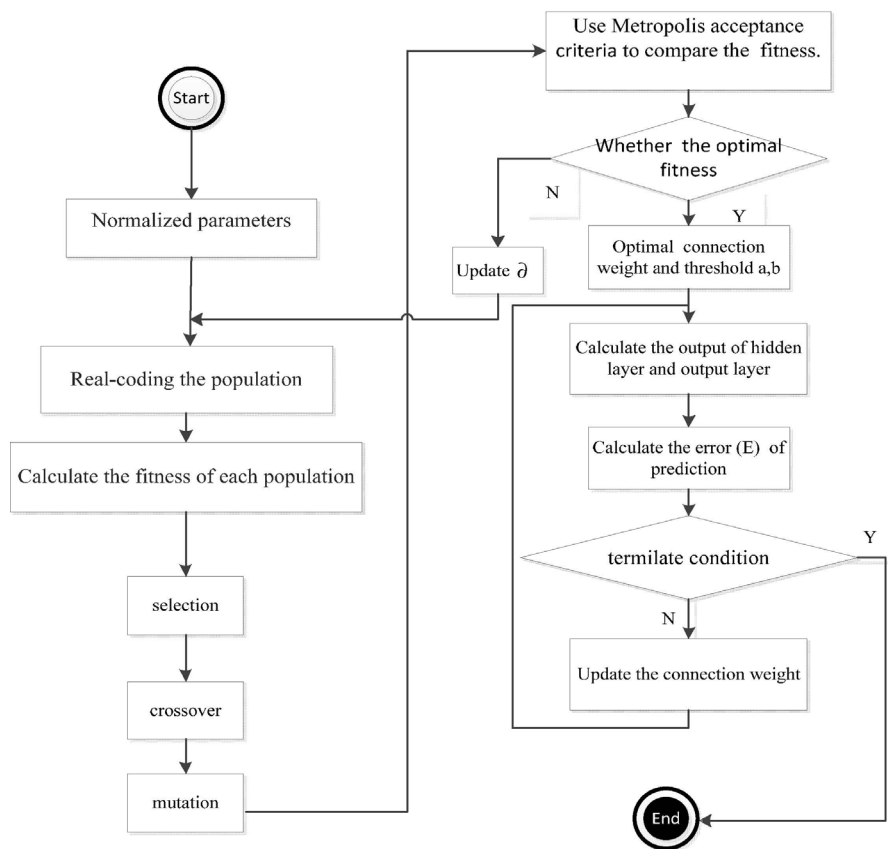 Start
Normalized parameters
Real-coding the population
Calculate the fitness of each population
selection
crossover
mutation
Use Metropolis acceptance
criteria to compare the fitness.
Whether the optimal
fitness
N
Y
Update ∂
Optimal connection
weight and threshold a,b
Calculate the output of hidden
layer and output layer
Calculate the error (E) of
prediction
termilate condition
Y
N
Update the connection weight
End